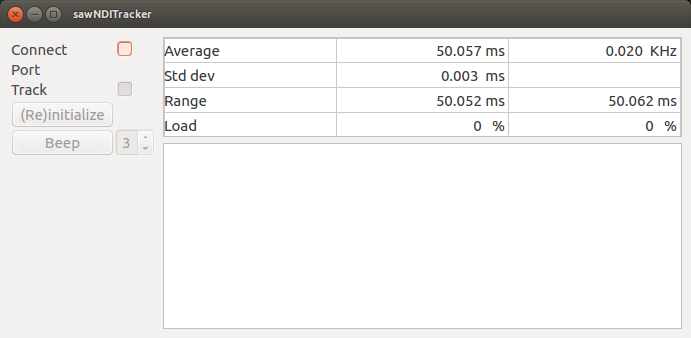 sawNDITracker
Connect
Port
Track
(Re)initialize
Beep 3
Average 50.057 ms 0.020 KHz
Std dev 0.003 ms
Range 50.052 ms 50.062 ms
Load 0 % 0 %